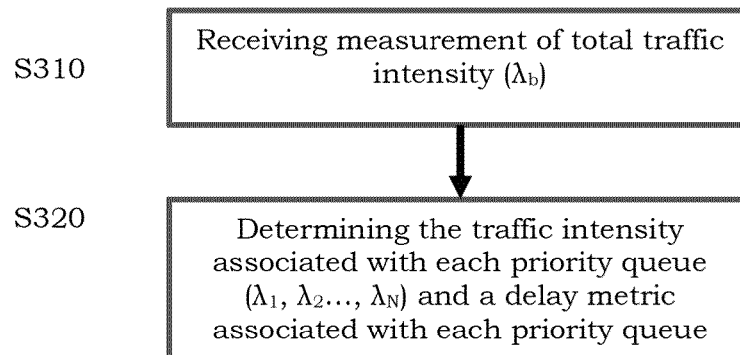 S310
Receiving measurement of total traffic
intensity (λb)
S320
Determining the traffic intensity
associated with each priority queue
(λ1, λ2..., λN) and a delay metric
associated with each priority queue